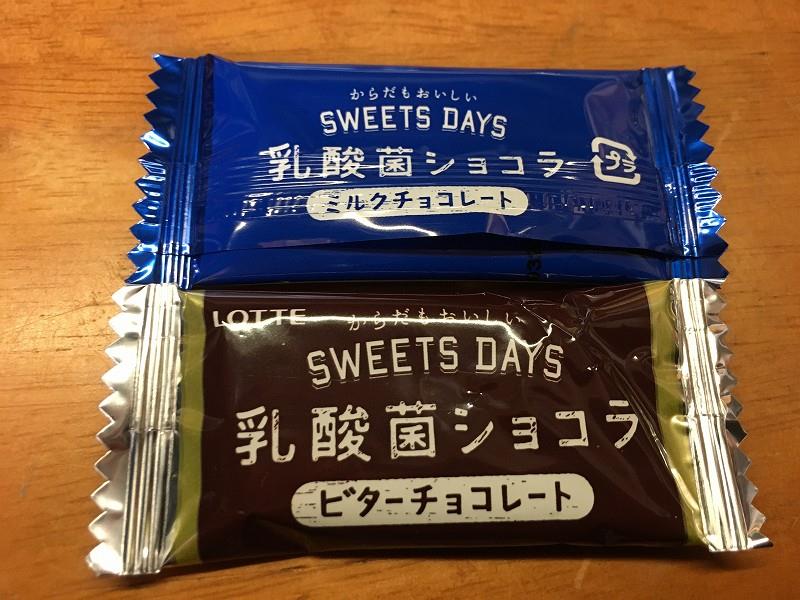 からだもおいしい
SWEETS DAYS
乳酸菌ショコラ
プラ
ミルクチョコレート
LOTTE
からだもおいしい
SWEETS DAYS
乳酸菌ショコラ
ビターチョコレート